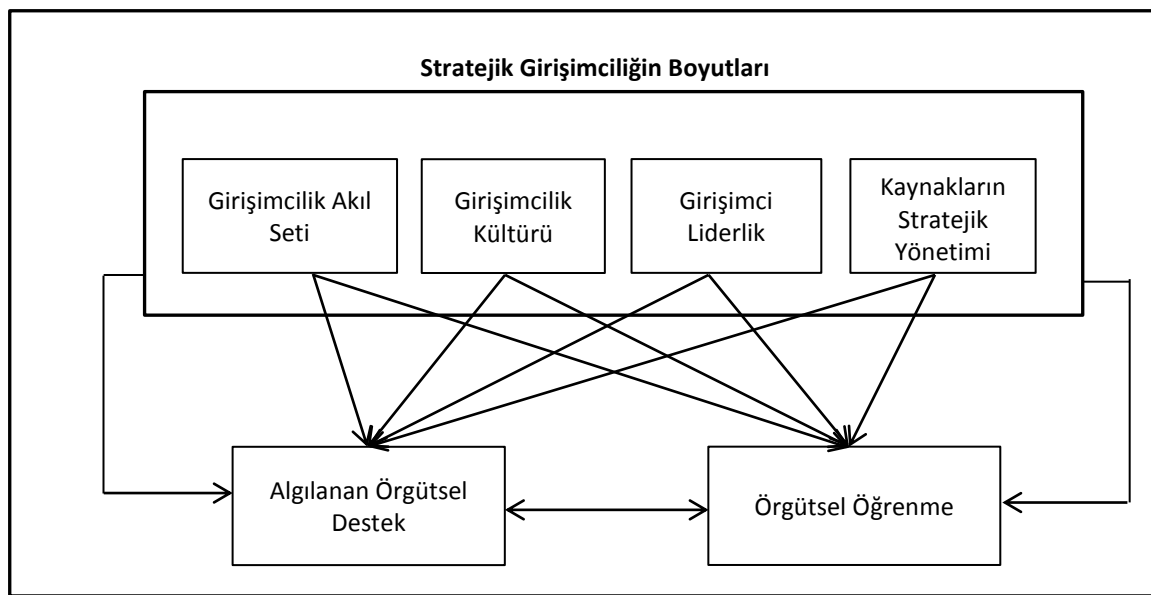 Stratejik Girişimciliğin Boyutları
Girişimcilik Akıl
Seti
Girişimcilik
Kültürü
Girişimci
Liderlik
Kaynakların
Stratejik
Yönetimi
Algılanan Örgütsel
Destek
Örgütsel Öğrenme